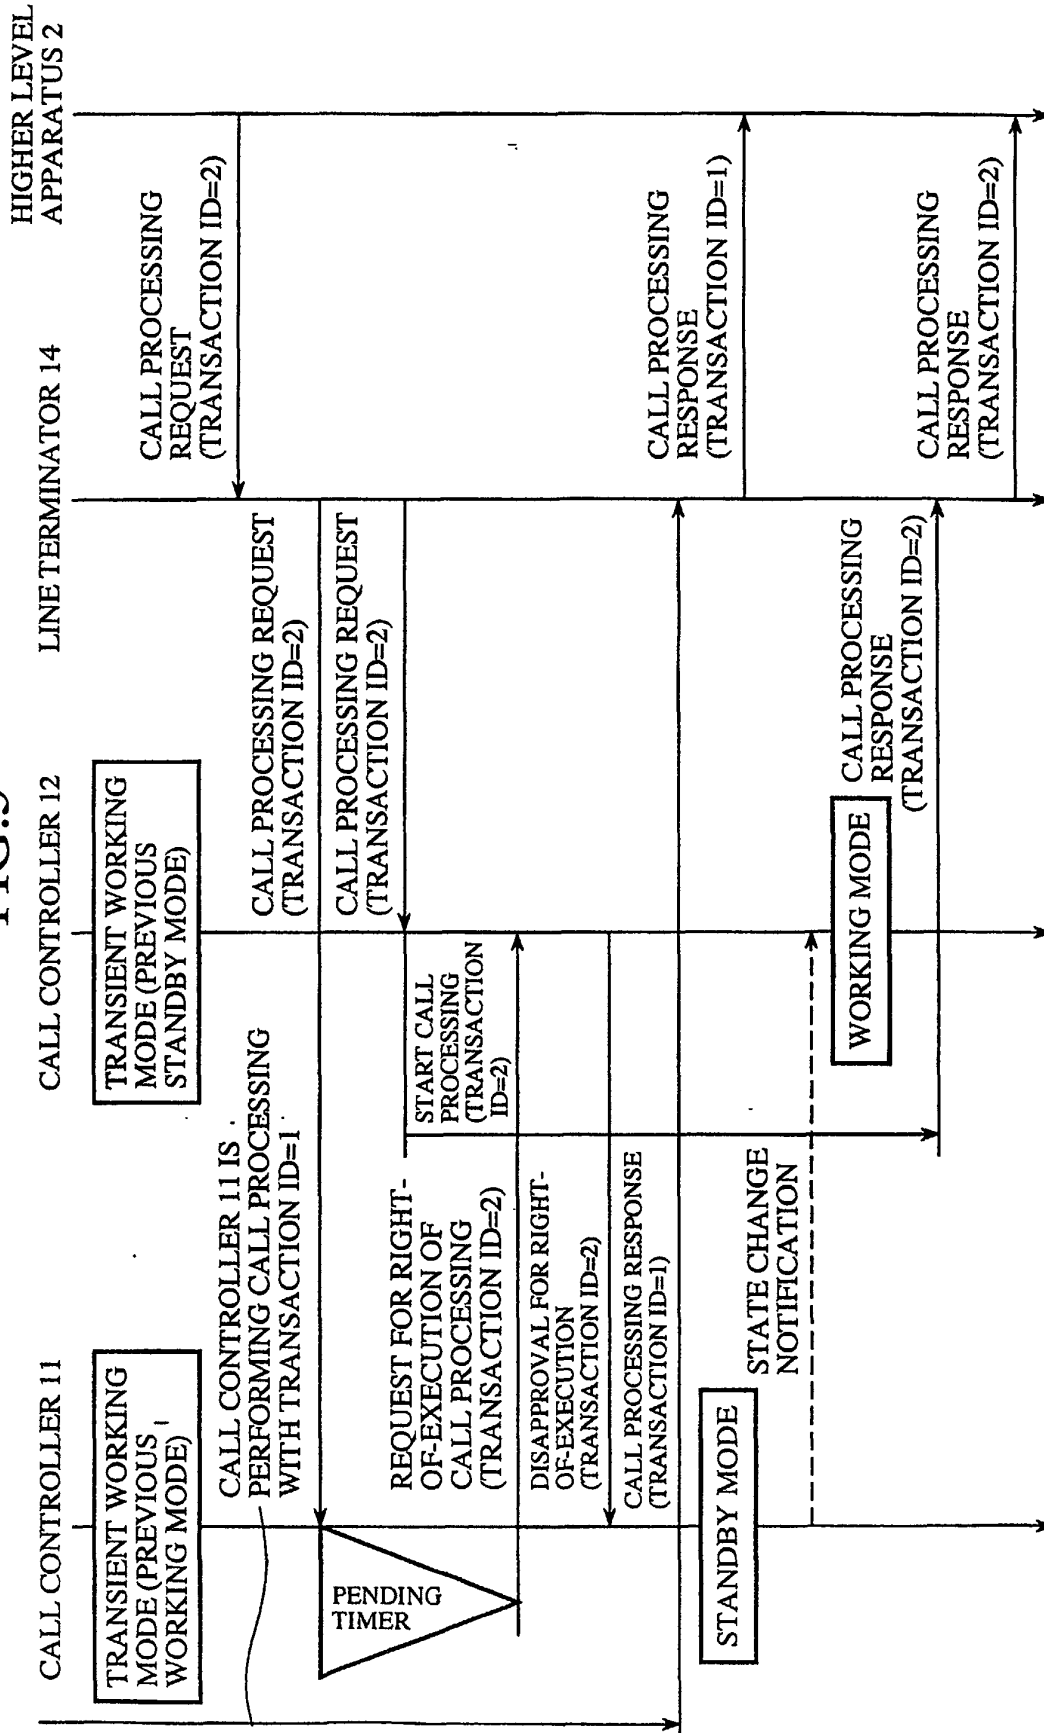 FIG.9
CALL CONTROLLER 11
CALL CONTROLLER 12
LINE TERMINATOR 14
HIGHER LEVEL
APPARATUS 2
TRANSIENT WORKING
MODE (PREVIOUS
WORKING MODE)
TRANSIENT WORKING
MODE (PREVIOUS
STANDBY MODE)
CALL PROCESSING
REQUEST
(TRANSACTION ID=2)
CALL CONTROLLER 11 IS
PERFORMING CALL PROCESSING
WITH TRANSACTION ID=1
CALL PROCESSING REQUEST
(TRANSACTION ID=2)
CALL PROCESSING REQUEST
(TRANSACTION ID=2)
PENDING
TIMER
REQUEST FOR RIGHT-
OF-EXECUTION OF
CALL PROCESSING
(TRANSACTION ID=2)
START CALL
PROCESSING
(TRANSACTION
ID=2)
DISAPPROVAL FOR RIGHT-
OF-EXECUTION
(TRANSACTION ID=2)
CALL PROCESSING RESPONSE
(TRANSACTION ID=1)
CALL PROCESSING
RESPONSE
(TRANSACTION ID=1)
STANDBY MODE
STATE CHANGE
NOTIFICATION
WORKING MODE
CALL PROCESSING
RESPONSE
(TRANSACTION ID=2)
CALL PROCESSING
RESPONSE
(TRANSACTION ID=2)